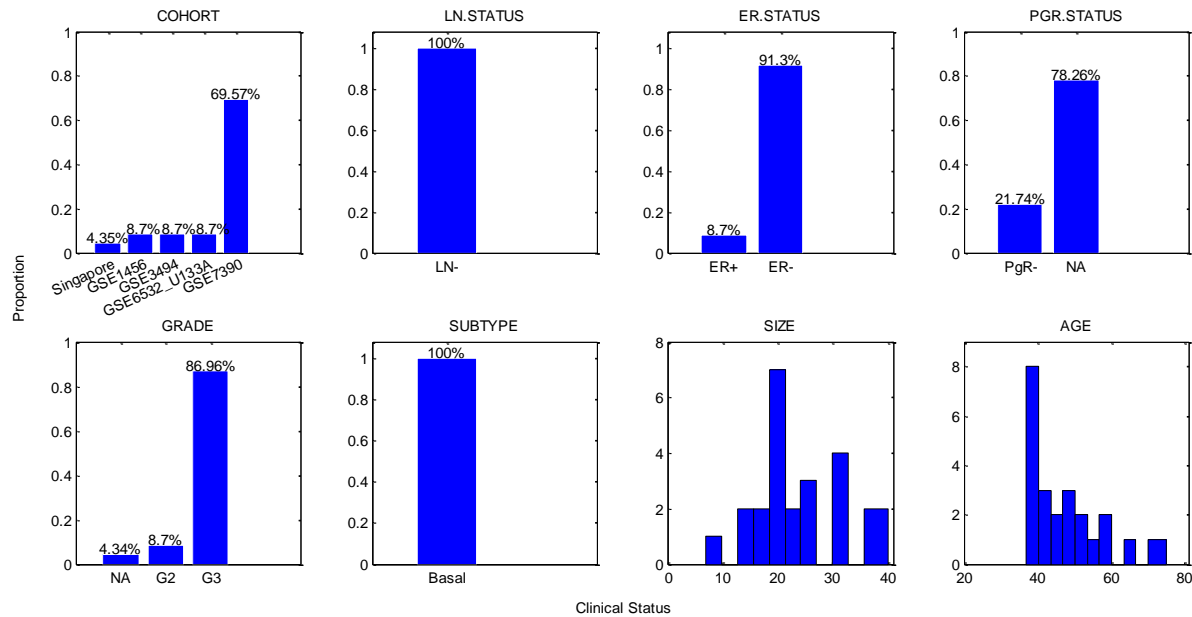 COHORT
LN.STATUS
ER.STATUS
PGR.STATUS
1
0.8
0.6
0.4
0.2
0
4.35%
8.7%
8.7%
8.7%
69.57%
Singapore
GSE1456
GSE3494
GSE6532_U133A
GSE7390
1
0.8
0.6
0.4
0.2
0
100%
LN-
1
0.8
0.6
0.4
0.2
0
8.7%
91.3%
ER+ ER-
1
0.8
0.6
0.4
0.2
0
21.74%
78.26%
PgR- NA
Proportion
GRADE
SUBTYPE
SIZE
AGE
1
0.8
0.6
0.4
0.2
0
4.34%
8.7%
86.96%
NA G2 G3
1
0.8
0.6
0.4
0.2
0
100%
Basal
8
6
4
2
0
0 10 20 30 40
8
6
4
2
0
20 40 60 80
Clinical Status